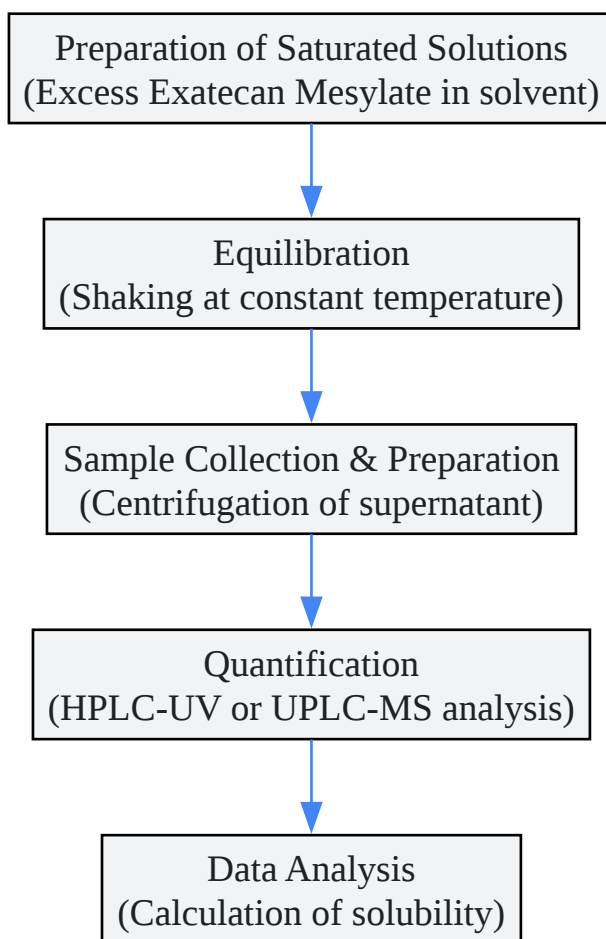 Preparation of Saturated Solutions
(Excess Exatecan Mesylate in solvent)
Equilibration
(Shaking at constant temperature)
Sample Collection & Preparation
(Centrifugation of supernatant)
Quantification
(HPLC-UV or UPLC-MS analysis)
Data Analysis
(Calculation of solubility)